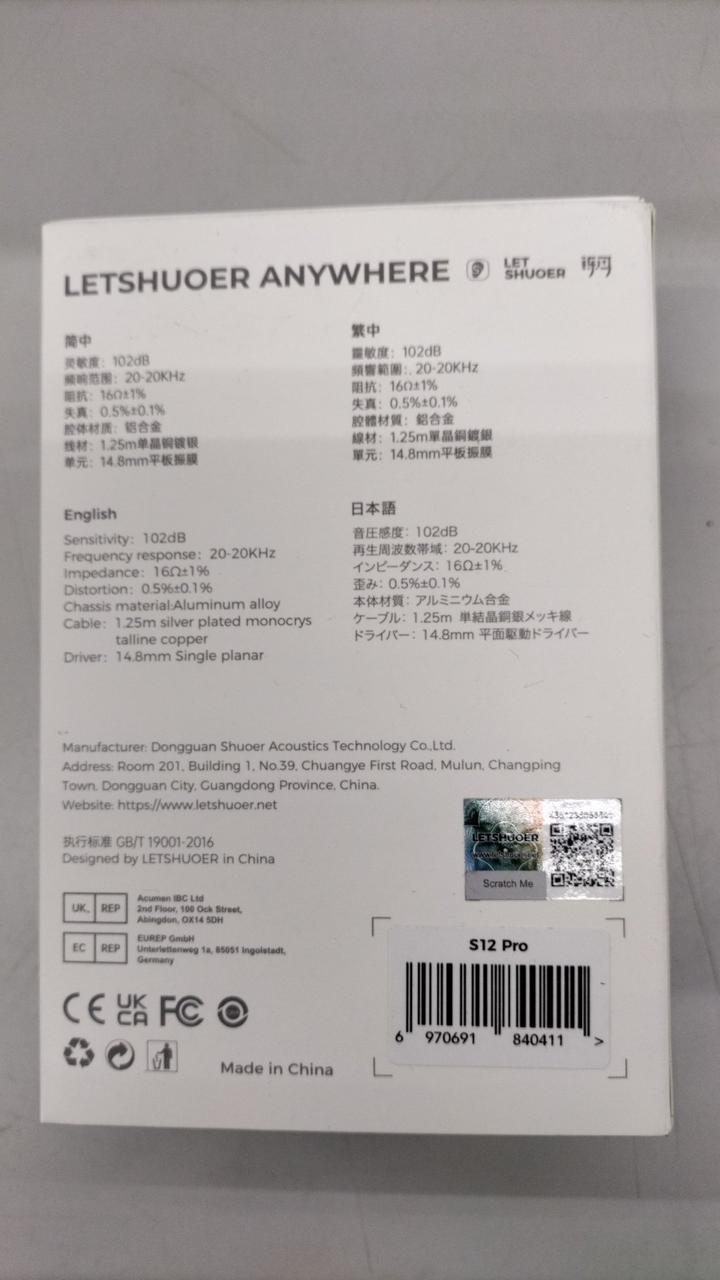 LETSHUOER ANYWHERE
LET
SHUOER
简中
灵敏度：102dB
频响范围：20-20KHz
阻抗：16Ω±1%
失真：0.5%±0.1%
腔体材质：铝合金
线材：1.25m单晶铜镀银
单元：14.8mm平板振膜
繁中
靈敏度：102dB
頻響範圍：. 20-20KHz
阻抗：16Ω±1%
失真：0.5%±0.1%
腔體材質：鋁合金
線材：1.25m單晶銅鍍銀
單元：14.8mm平板振膜
English
Sensitivity: 102dB
Frequency response: 20-20KHz
Impedance: 16Ω±1%
Distortion: 0.5%±0.1%
Chassis material:Aluminum alloy
Cable: 1.25m silver plated monocrys
talline copper
Driver: 14.8mm Single planar
日本語
音圧感度：102dB
再生周波数帯域：20-20KHz
インピーダンス：16Ω±1%
歪み：0.5%±0.1%
本体材質：アルミニウム合金
ケーブル：1.25m 単結晶銅銀メッキ線
ドライバー：14.8mm 平面駆動ドライバー
Manufacturer: Dongguan Shuoer Acoustics Technology Co.,Ltd.
Address: Room 201, Building 1, No.39, Chuangye First Road, Mulun, Changping
Town, Dongguan City, Guangdong Province, China.
Website: https://www.letshuoer.net
执行标准 GB/T 19001-2016
Designed by LETSHUOER in China
LETSHUOER
Scratch Me
UK REP
Acumen IBC Ltd
2nd Floor, 100 Ock Street,
Abingdon, OX14 5DH
EC REP
EUREP GmbH
Unterlettenweg 1a, 85051 Ingolstadt,
Germany
CE UK
CA FC
Made in China
S12 Pro
6 970691 840411 >